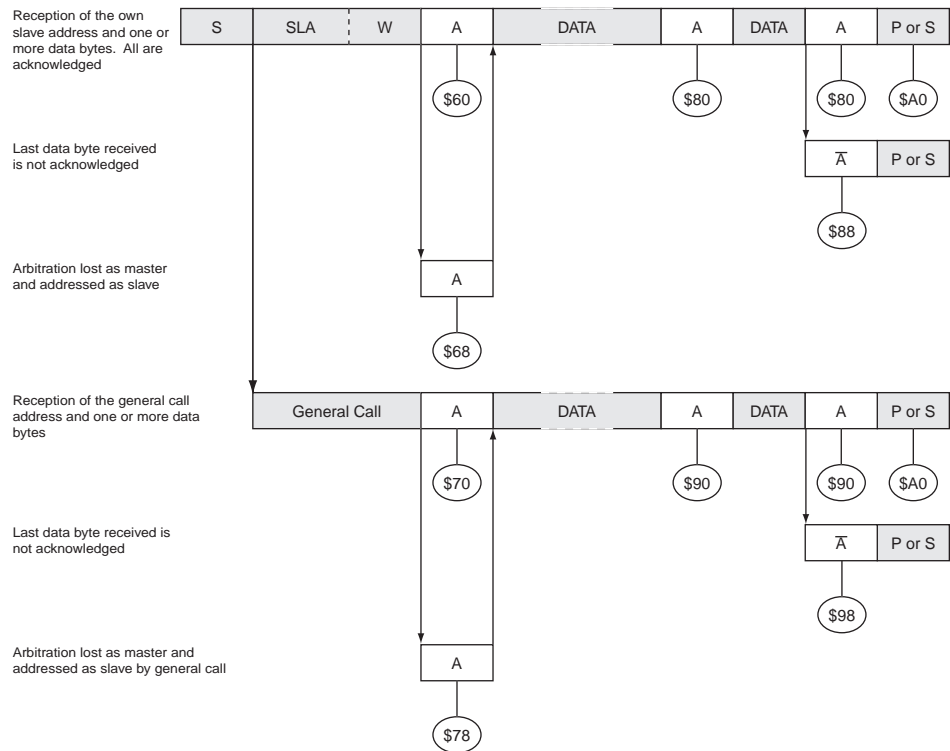 Reception of the own
slave address and one or
more data bytes. All are
acknowledged
S SLA W A DATA A DATA A P or S
$60 $80 $80 $A0
Last data byte received
is not acknowledged
A̅ P or S
$88
Arbitration lost as master
and addressed as slave
A
$68
Reception of the general call
address and one or more data
bytes
General Call A DATA A DATA A P or S
$70 $90 $90 $A0
Last data byte received is
not acknowledged
A̅ P or S
$98
Arbitration lost as master and
addressed as slave by general call
A
$78